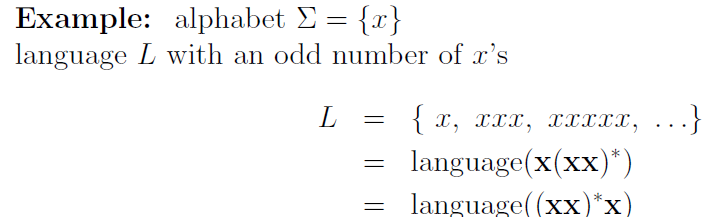 Example: alphabet Σ = {x}
language L with an odd number of x's
L = { x, xxx, xxxxx, ...}
= language(x(xx)*)
= language((xx)*x)